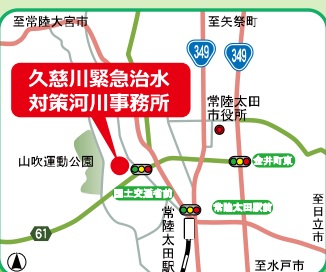 至常陸大宮市
至矢祭町
349
349
久慈川緊急治水
対策河川事務所
常陸太田
市役所
山吹運動公園
金井町東
国土交通省前
常陸太田駅前
至日立市
61
常陸太田駅
至水戸市